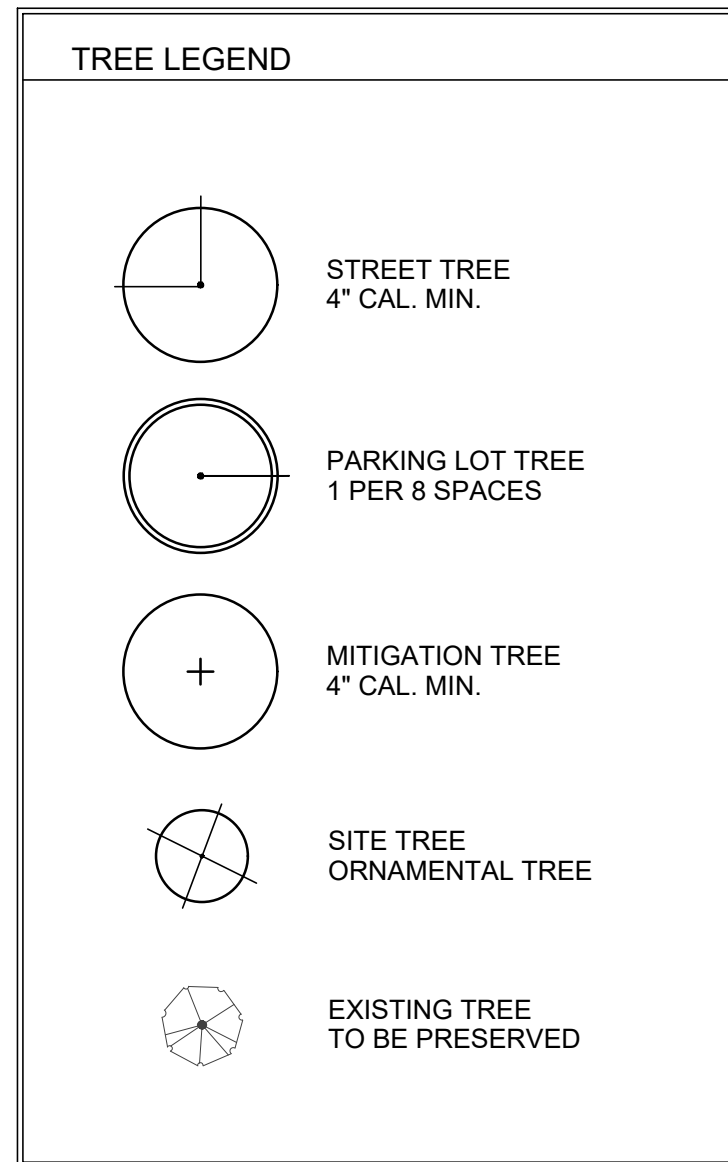 TREE LEGEND
STREET TREE
4" CAL. MIN.
PARKING LOT TREE
1 PER 8 SPACES
MITIGATION TREE
4" CAL. MIN.
SITE TREE
ORNAMENTAL TREE
EXISTING TREE
TO BE PRESERVED